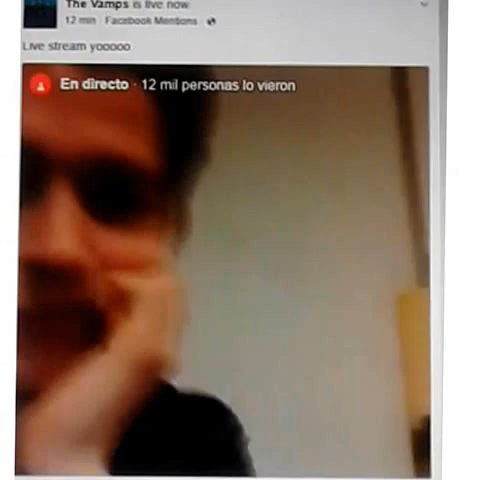 The Vamps is live now
12 min Facebook Mentions
Live stream yooooo
En directo · 12 mil personas lo vieron